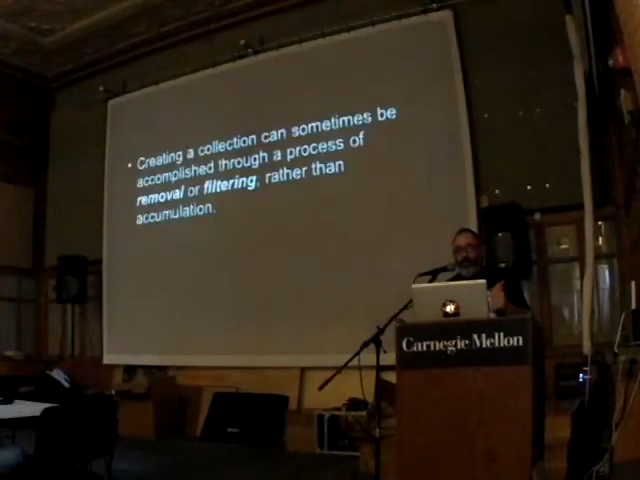 • Creating a collection can sometimes be
accomplished through a process of
removal or filtering, rather than
accumulation.
Carnegie Mellon